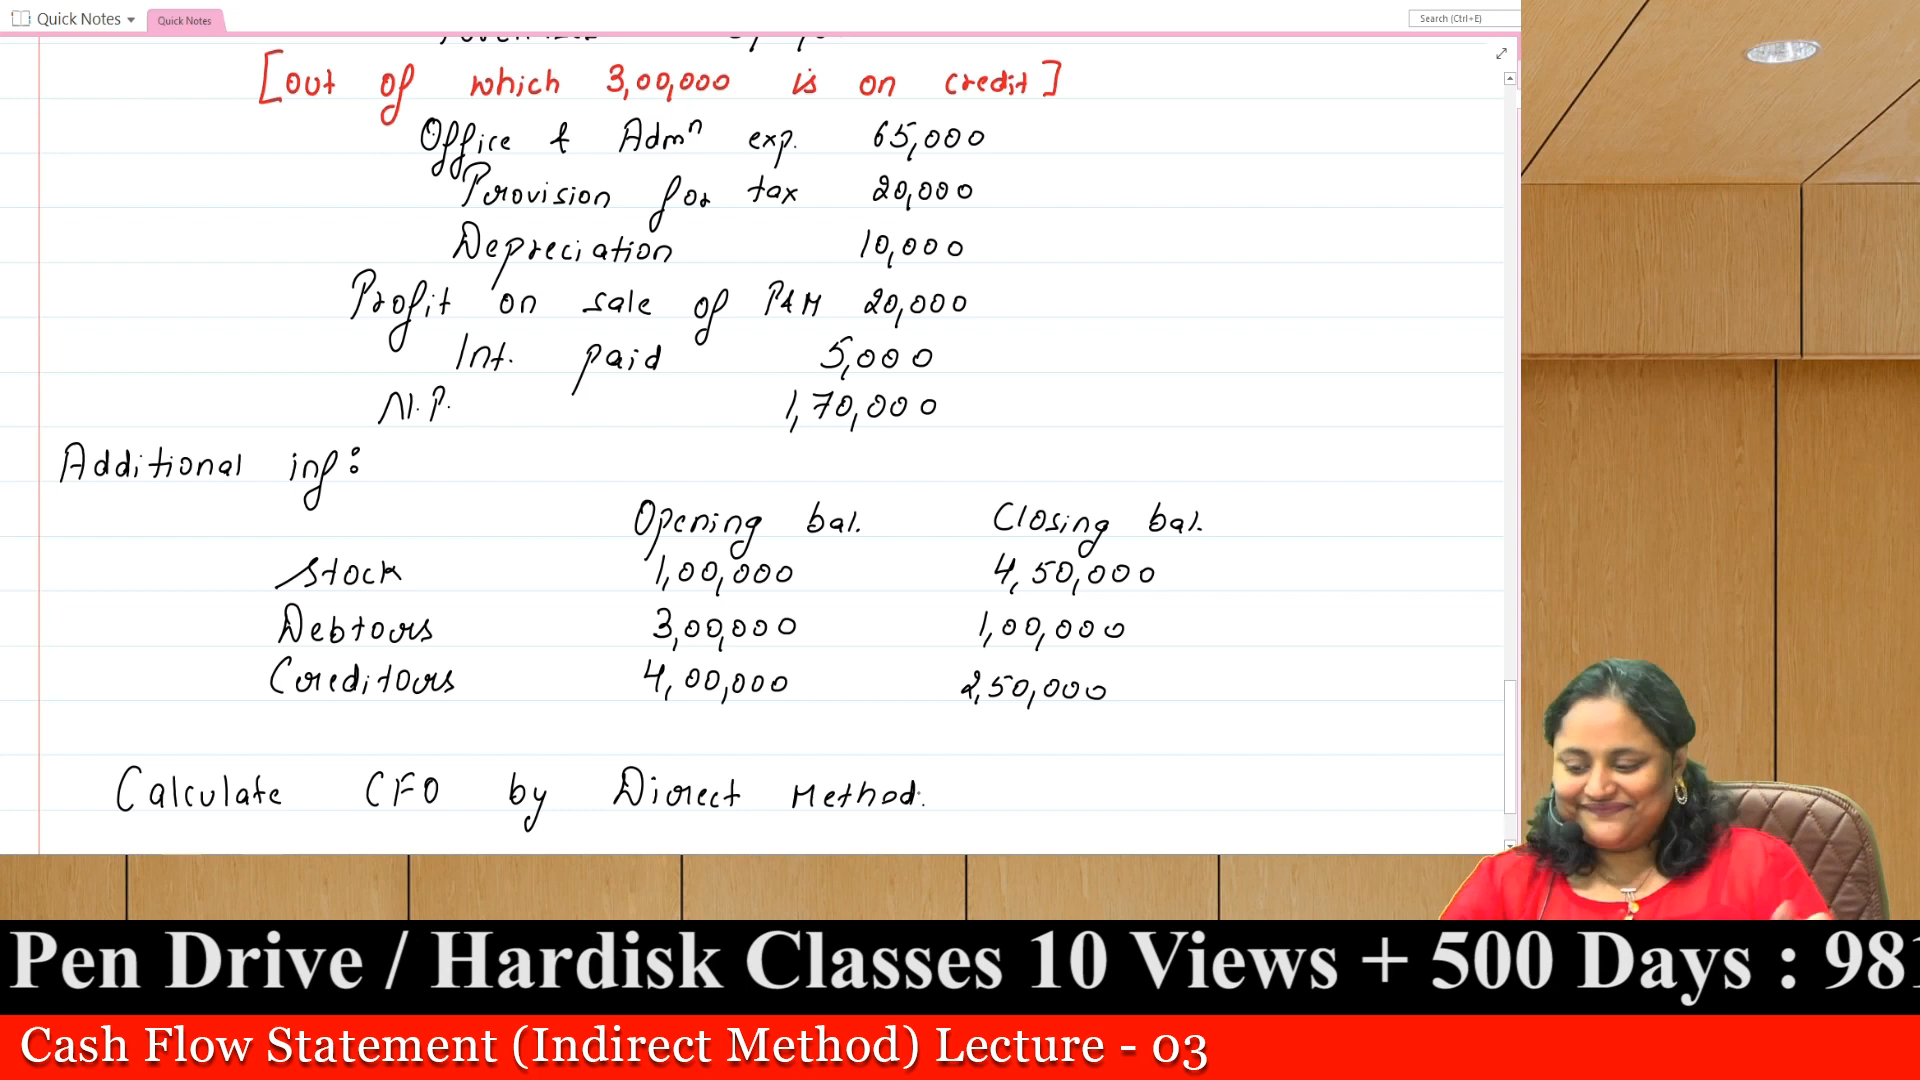 Quick Notes
Quick Notes
Search (Ctrl+E)
[out of which 3,00,000 is on credit]
Office & Admⁿ exp. 65,000
Provision for tax 20,000
Depreciation 10,000
Profit on sale of P&M 20,000
Int. paid 5,000
N.P. 1,70,000
Additional inf:
Opening bal. Closing bal.
Stock 1,00,000 4,50,000
Debtors 3,00,000 1,00,000
Creditors 4,00,000 2,50,000
Calculate CFO by Direct Method.
Pen Drive / Hardisk Classes 10 Views + 500 Days : 981
Cash Flow Statement (Indirect Method) Lecture - 03